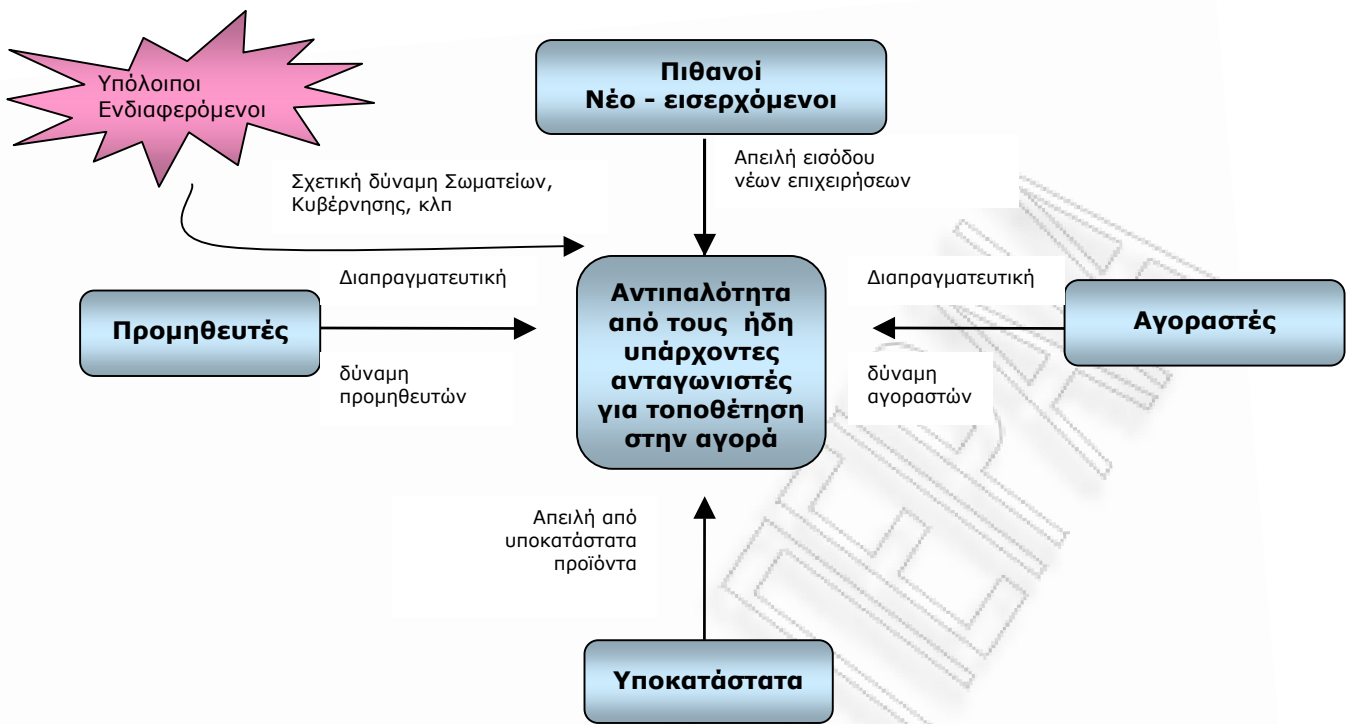 Υπόλοιποι
Ενδιαφερόμενοι
Πιθανοί
Νέο - εισερχόμενοι
Απειλή εισόδου
νέων επιχειρήσεων
Σχετική δύναμη Σωματείων,
Κυβέρνησης, κλπ
Διαπραγματευτική
Προμηθευτές
δύναμη
προμηθευτών
Αντιπαλότητα
από τους ήδη
υπάρχοντες
ανταγωνιστές
για τοποθέτηση
στην αγορά
Διαπραγματευτική
Αγοραστές
δύναμη
αγοραστών
Απειλή από
υποκατάστατα
προϊόντα
Υποκατάστατα